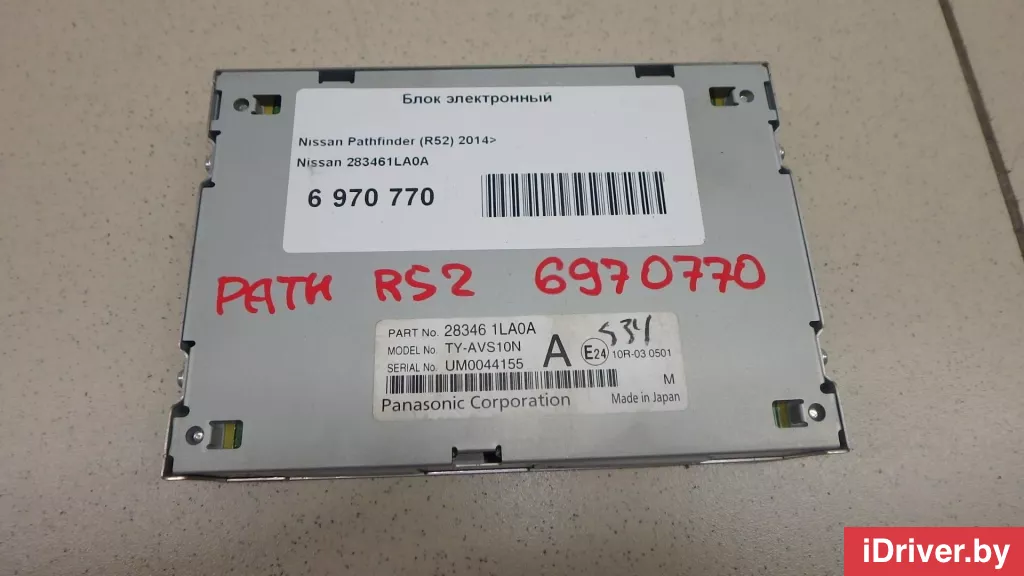 Блок электронный
Nissan Pathfinder (R52) 2014>
Nissan 283461LA0A
6 970 770
PATH R52 6970770
PART No. 28346 1LA0A
MODEL No. TY-AVS10N
SERIAL No. UM0044155
A
534
E24 10R-03 0501
M
Panasonic Corporation
Made in Japan
iDriver.by